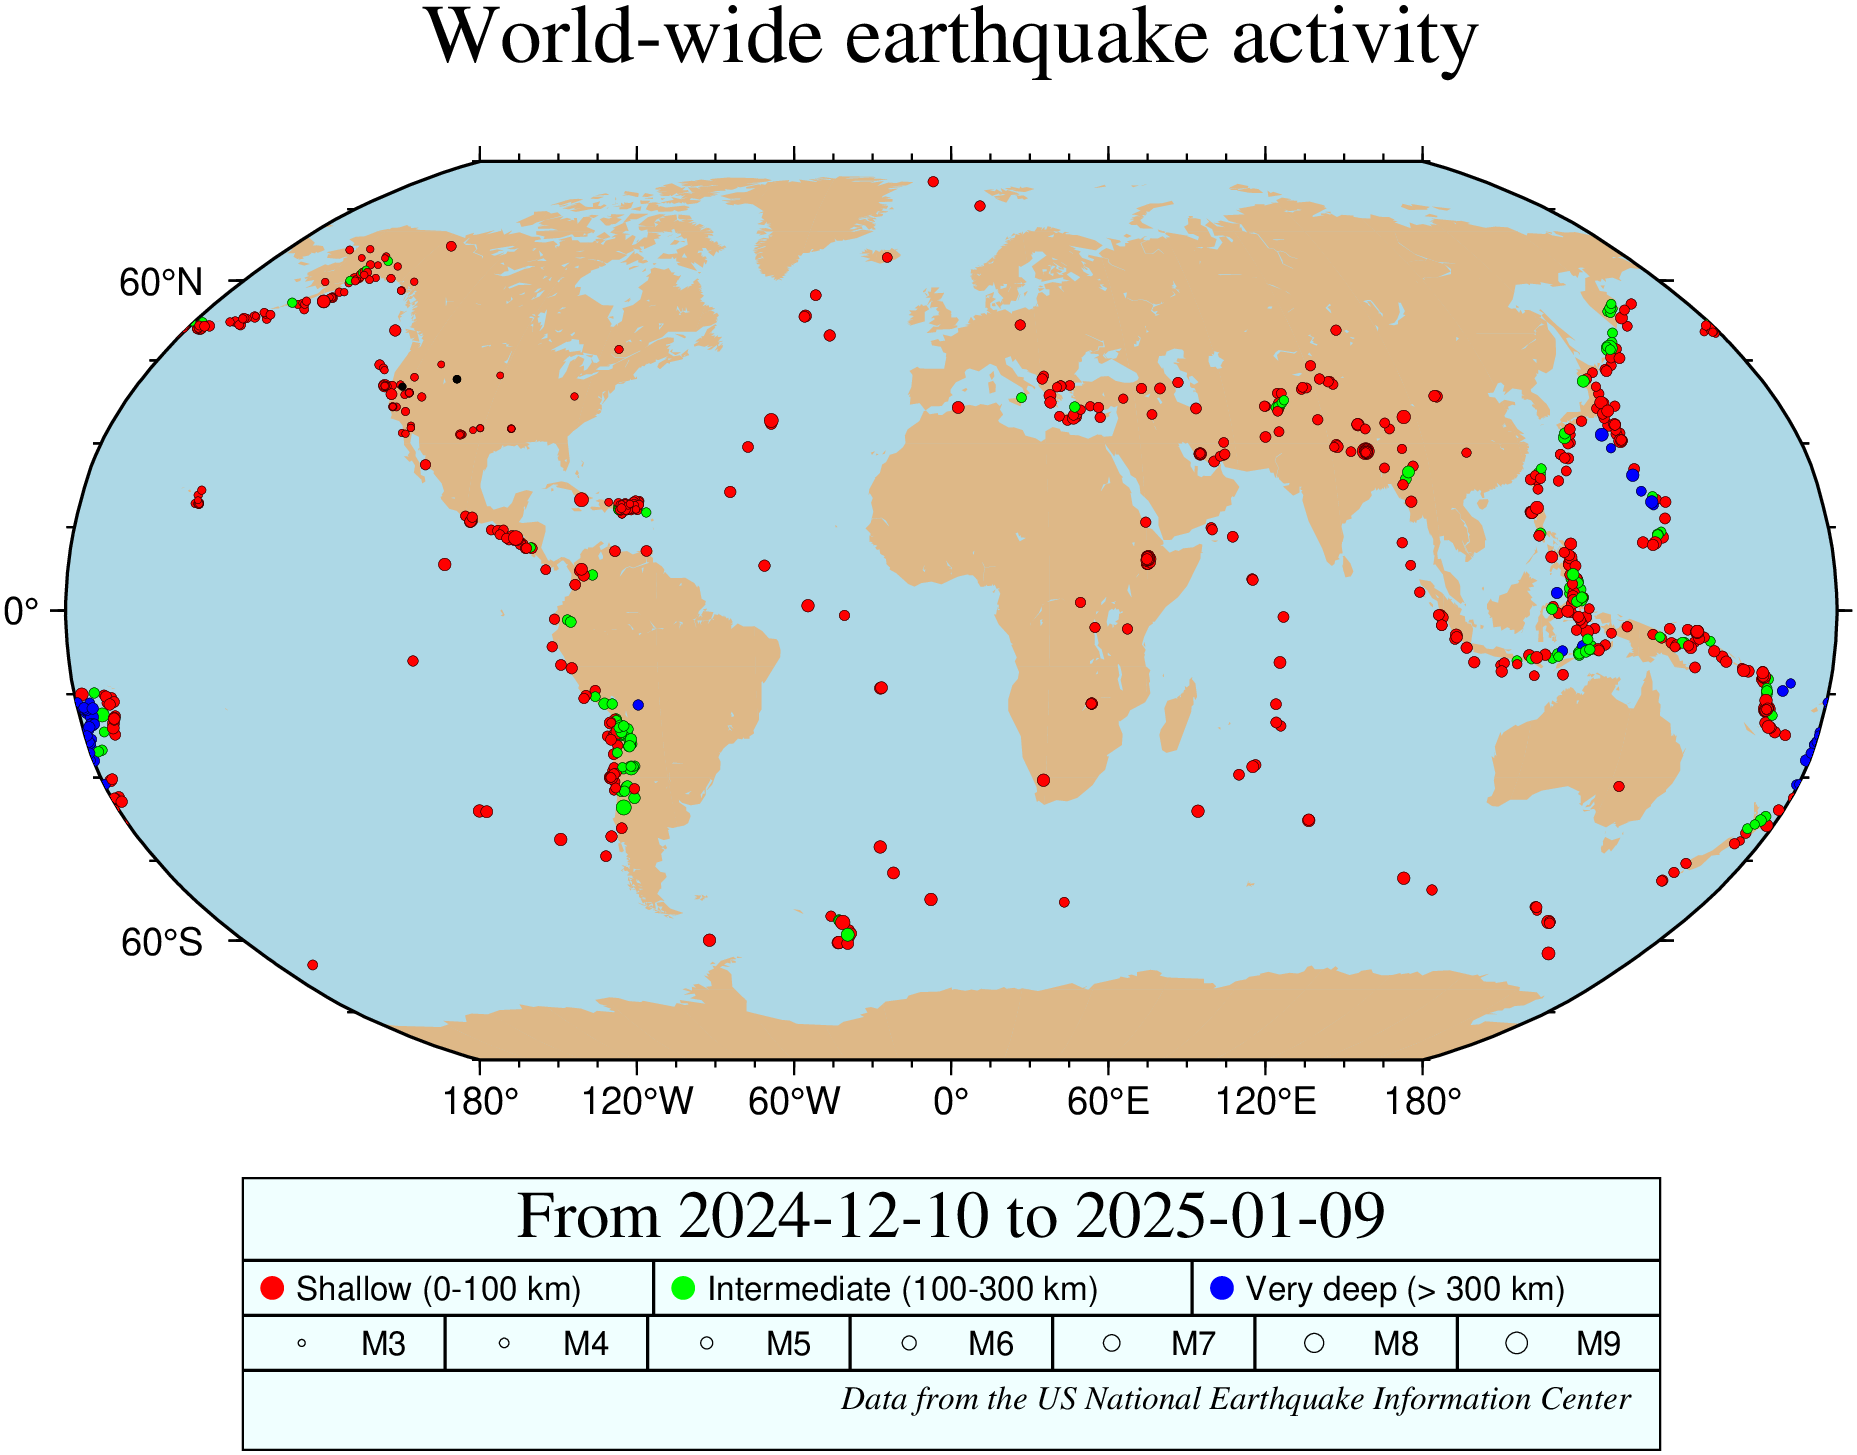 World-wide earthquake activity
60°N
0°
60°S
180° 120°W 60°W 0° 60°E 120°E 180°
From 2024-12-10 to 2025-01-09
Shallow (0-100 km) Intermediate (100-300 km) Very deep (> 300 km)
M3 M4 M5 M6 M7 M8 M9
Data from the US National Earthquake Information Center